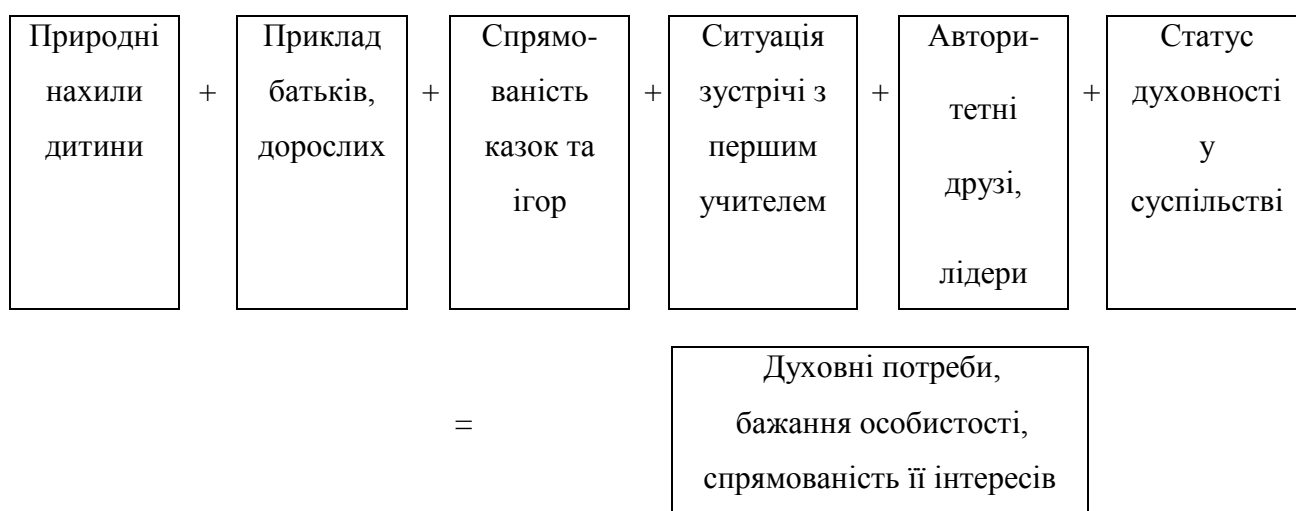 Природні
нахили
дитини
+
Приклад
батьків,
дорослих
+
Спрямо-
ваність
казок та
ігор
+
Ситуація
зустрічі з
першим
учителем
+
Автори-
тетні
друзі,
лідери
+
Статус
духовності
у
суспільстві
=
Духовні потреби,
бажання особистості,
спрямованість її інтересів